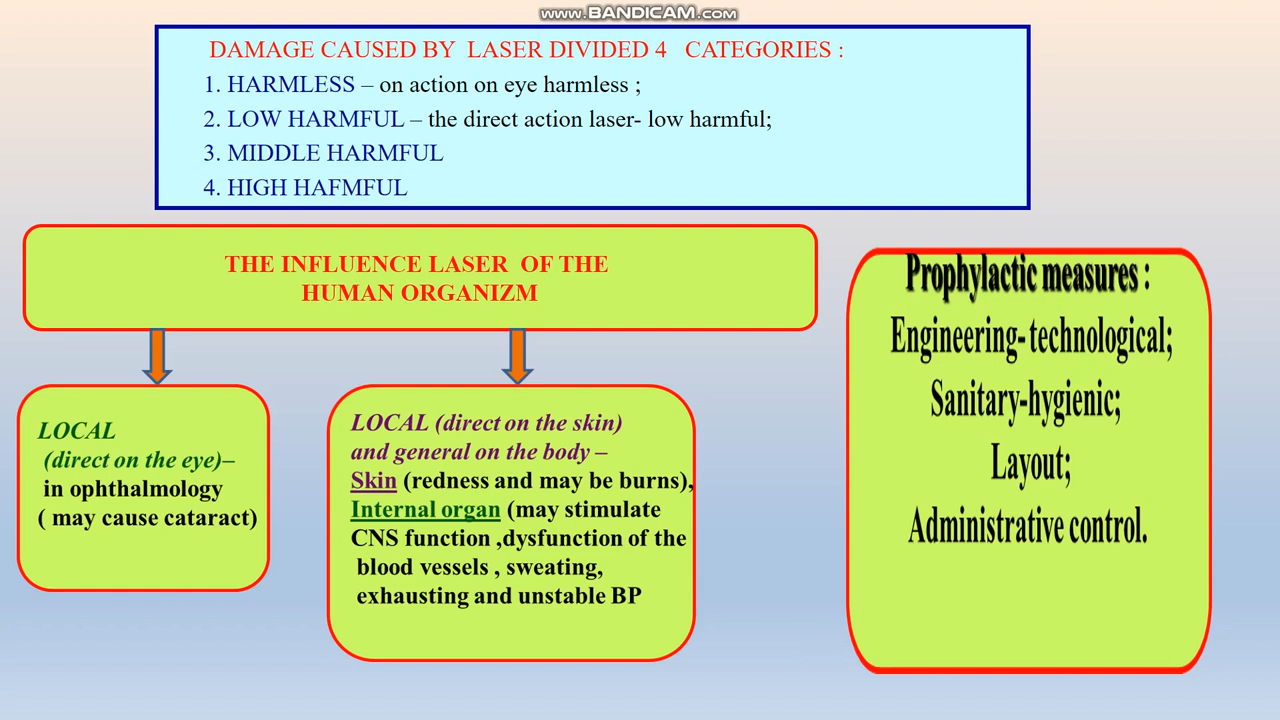 www.BANDICAM.com
DAMAGE CAUSED BY LASER DIVIDED 4 CATEGORIES :
1. HARMLESS – on action on eye harmless ;
2. LOW HARMFUL – the direct action laser- low harmful;
3. MIDDLE HARMFUL
4. HIGH HAFMFUL
THE INFLUENCE LASER OF THE
HUMAN ORGANIZM
LOCAL
(direct on the eye)–
in ophthalmology
( may cause cataract)
LOCAL (direct on the skin)
and general on the body –
Skin (redness and may be burns),
Internal organ (may stimulate
CNS function ,dysfunction of the
blood vessels , sweating,
exhausting and unstable BP
Prophylactic measures :
Engineering- technological;
Sanitary-hygienic;
Layout;
Administrative control.